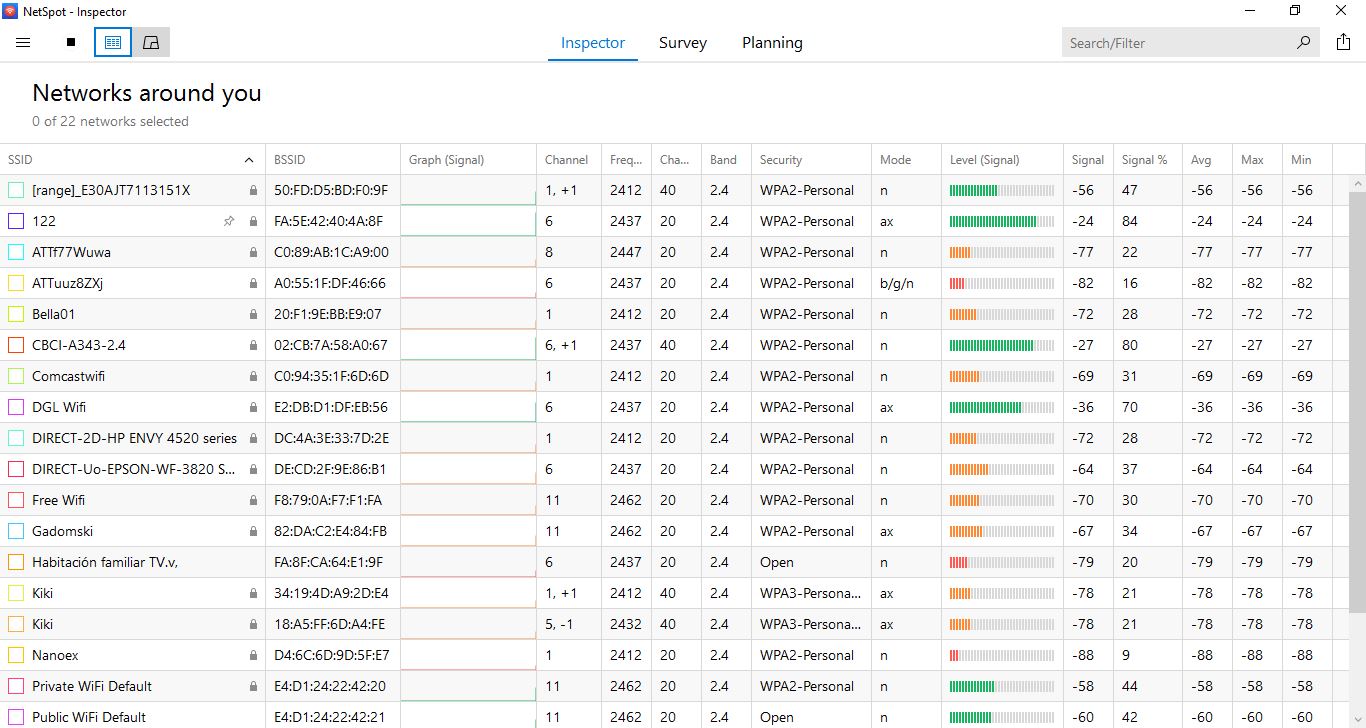 NetSpot - Inspector
Inspector Survey Planning Search/Filter
Networks around you
0 of 22 networks selected
SSID BSSID Graph (Signal) Channel Freq... Cha... Band Security Mode Level (Signal) Signal Signal % Avg Max Min
[range]_E30AJT7113151X 50:FD:D5:BD:F0:9F 1, +1 2412 40 2.4 WPA2-Personal n -56 47 -56 -56 -56
122 FA:5E:42:40:4A:8F 6 2437 20 2.4 WPA2-Personal ax -24 84 -24 -24 -24
ATTf77Wuwa C0:89:AB:1C:A9:00 8 2447 20 2.4 WPA2-Personal n -77 22 -77 -77 -77
ATTuuz8ZXj A0:55:1F:DF:46:66 6 2437 20 2.4 WPA2-Personal b/g/n -82 16 -82 -82 -82
Bella01 20:F1:9E:BB:E9:07 1 2412 20 2.4 WPA2-Personal n -72 28 -72 -72 -72
CBCI-A343-2.4 02:CB:7A:58:A0:67 6, +1 2437 40 2.4 WPA2-Personal n -27 80 -27 -27 -27
Comcastwifi C0:94:35:1F:6D:6D 1 2412 20 2.4 WPA2-Personal n -69 31 -69 -69 -69
DGL Wifi E2:DB:D1:DF:EB:56 6 2437 20 2.4 WPA2-Personal ax -36 70 -36 -36 -36
DIRECT-2D-HP ENVY 4520 series DC:4A:3E:33:7D:2E 1 2412 20 2.4 WPA2-Personal n -72 28 -72 -72 -72
DIRECT-Uo-EPSON-WF-3820 S... DE:CD:2F:9E:86:B1 6 2437 20 2.4 WPA2-Personal n -64 37 -64 -64 -64
Free Wifi F8:79:0A:F7:F1:FA 11 2462 20 2.4 WPA2-Personal n -70 30 -70 -70 -70
Gadomski 82:DA:C2:E4:84:FB 11 2462 20 2.4 WPA2-Personal ax -67 34 -67 -67 -67
Habitación familiar TV.v, FA:8F:CA:64:E1:9F 6 2437 20 2.4 Open n -79 20 -79 -79 -79
Kiki 34:19:4D:A9:2D:E4 1, +1 2412 40 2.4 WPA3-Persona... ax -78 21 -78 -78 -78
Kiki 18:A5:FF:6D:A4:FE 5, -1 2432 40 2.4 WPA3-Persona... ax -78 21 -78 -78 -78
Nanoex D4:6C:6D:9D:5F:E7 1 2412 20 2.4 WPA2-Personal n -88 9 -88 -88 -88
Private WiFi Default E4:D1:24:22:42:20 11 2462 20 2.4 WPA2-Personal n -58 44 -58 -58 -58
Public WiFi Default E4:D1:24:22:42:21 11 2462 20 2.4 Open n -60 42 -60 -60 -60